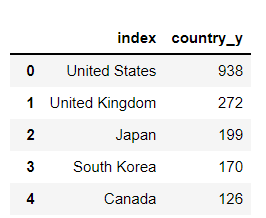 index country_y
0 United States 938
1 United Kingdom 272
2 Japan 199
3 South Korea 170
4 Canada 126